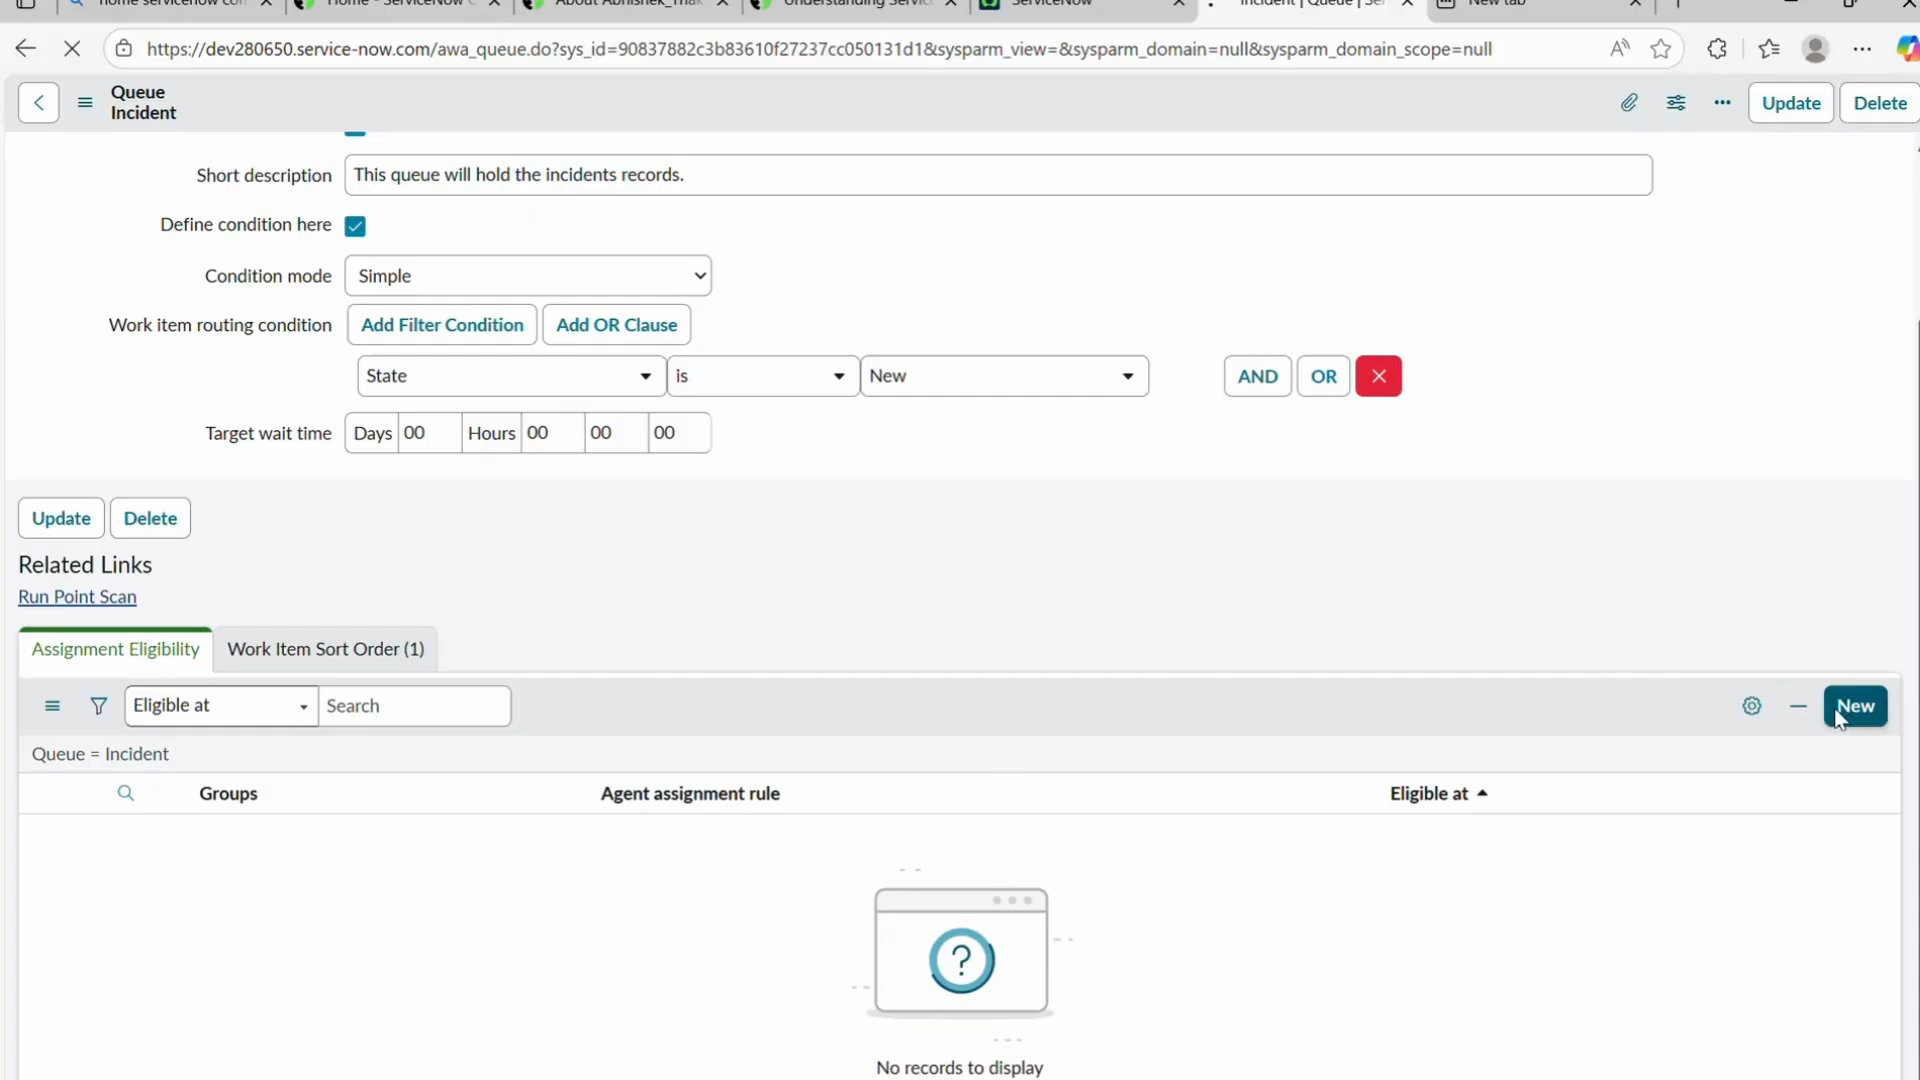 https://dev280650.service-now.com/awa_queue.do?sys_id=90837882c3b83610f27237cc050131d1&sysparm_view=&sysparm_domain=null&sysparm_domain_scope=null
Queue
Incident
Update
Delete
Short description
This queue will hold the incidents records.
Define condition here
Condition mode
Simple
Work item routing condition
Add Filter Condition
Add OR Clause
State
is
New
AND
OR
Target wait time
Days 00 Hours 00 00 00
Update
Delete
Related Links
Run Point Scan
Assignment Eligibility
Work Item Sort Order (1)
Eligible at
Search
New
Queue = Incident
Groups
Agent assignment rule
Eligible at
No records to display